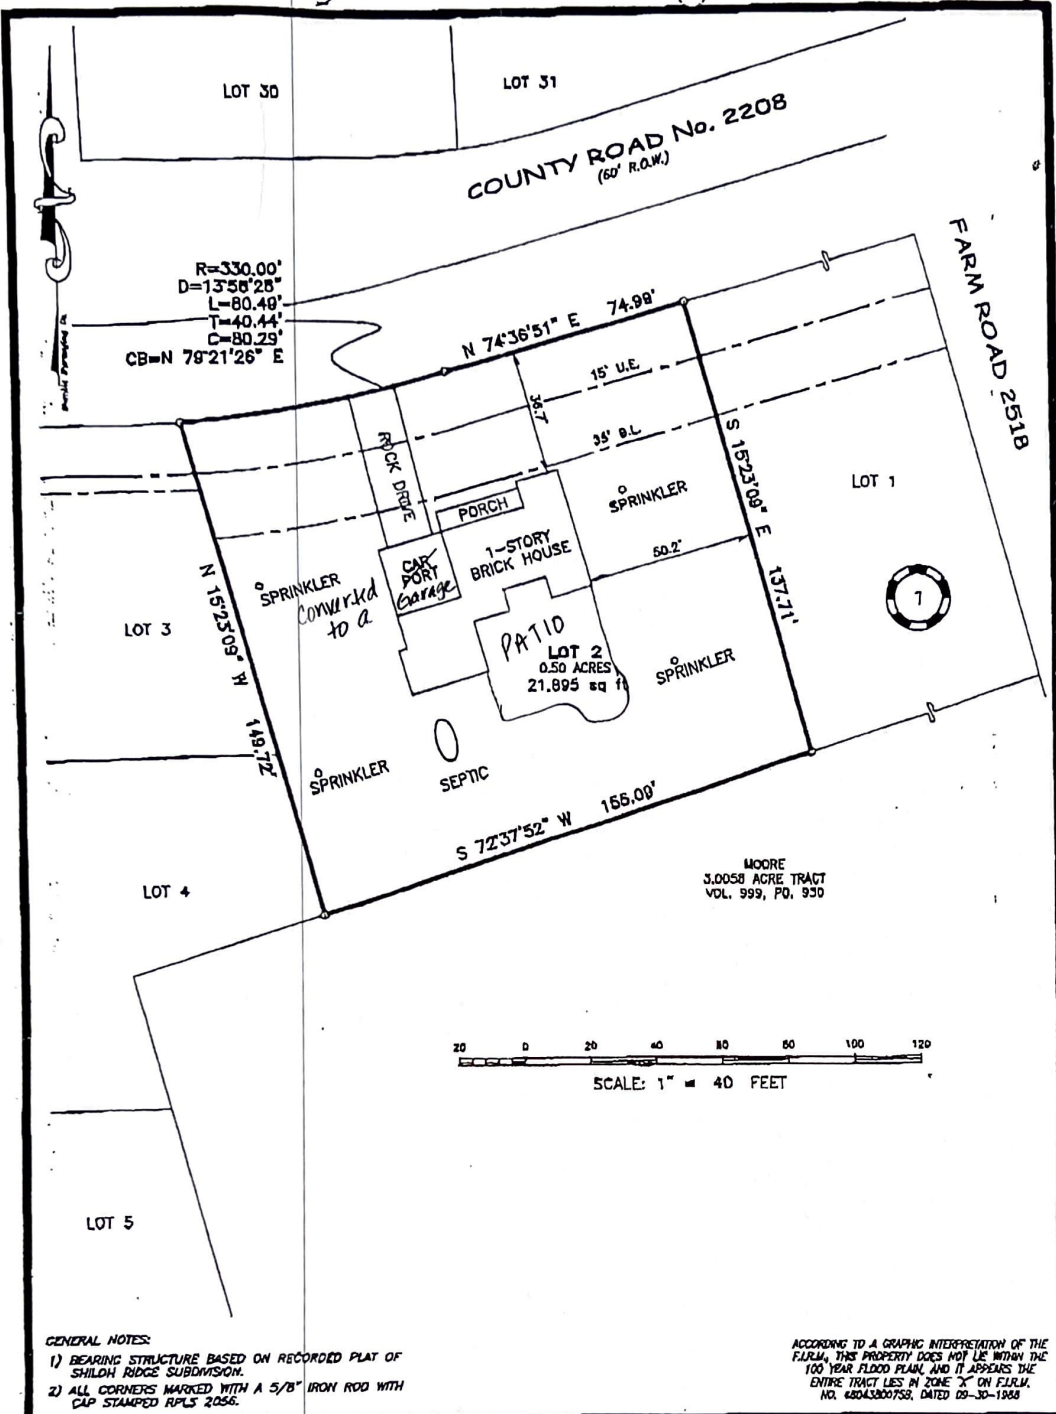 LOT 30
LOT 31
COUNTY ROAD No. 2208
(60' R.O.W.)
FARM ROAD 2518
R=330.00'
D=13°58'28"
L=80.49'
T=40.44'
C=80.29'
CB=N 79°21'26" E
N 74°36'51" E 74.99'
15' U.E.
35' B.L.
36.7'
ROCK DRIVE
S 15°23'09" E 137.71'
LOT 1
SPRINKLER
PORCH
1-STORY
BRICK HOUSE
50.2'
CAR
PORT
Garage
SPRINKLER
Converted
to a
N 15°23'09" W 149.72'
LOT 3
1
PATIO
LOT 2
0.50 ACRES
21,895 sq ft
SPRINKLER
SPRINKLER
SEPTIC
S 72°37'52" W 155.09'
MOORE
3.0058 ACRE TRACT
VOL. 999, PG. 930
LOT 4
20 0 20 40 60 80 100 120
SCALE: 1" = 40 FEET
LOT 5
GENERAL NOTES:
1) BEARING STRUCTURE BASED ON RECORDED PLAT OF
SHILOH RIDGE SUBDIVISION.
2) ALL CORNERS MARKED WITH A 5/8" IRON ROD WITH
CAP STAMPED RPLS 2056.
ACCORDING TO A GRAPHIC INTERPRETATION OF THE
F.I.R.M., THIS PROPERTY DOES NOT LIE WITHIN THE
100 YEAR FLOOD PLAIN, AND IT APPEARS THE
ENTIRE TRACT LIES IN ZONE "X" ON F.I.R.M.
NO. DATED 09-30-1988